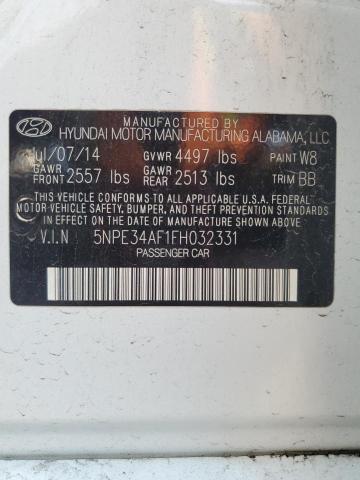 MANUFACTURED BY
HYUNDAI MOTOR MANUFACTURING ALABAMA, LLC
Jul/07/14 GVWR 4497 lbs PAINT W8
GAWR FRONT 2557 lbs GAWR REAR 2513 lbs TRIM BB
THIS VEHICLE CONFORMS TO ALL APPLICABLE U.S.A. FEDERAL
MOTOR-VEHICLE SAFETY, BUMPER, AND THEFT PREVENTION
STANDARDS IN EFFECT ON THE DATE OF MANUFACTURE SHOWN ABOVE.
V.I.N 5NPE34AF1FH032331
PASSENGER CAR